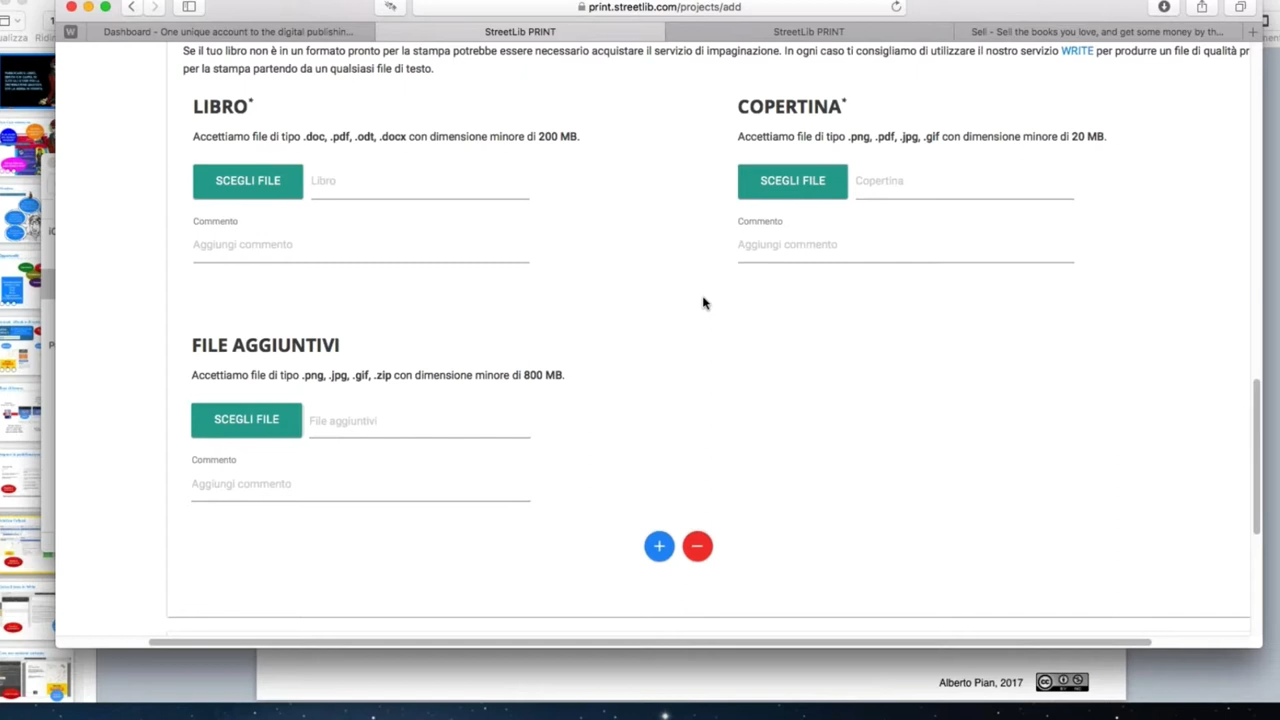 print.streetlib.com/projects/add
Dashboard - One unique account to the digital publishin...
StreetLib PRINT
StreetLib PRINT
Sell - Sell the books you love, and get some money by th...
Se il tuo libro non è in un formato pronto per la stampa potrebbe essere necessario acquistare il servizio di impaginazione. In ogni caso ti consigliamo di utilizzare il nostro servizio WRITE per produrre un file di qualità pr
per la stampa partendo da un qualsiasi file di testo.
LIBRO*
COPERTINA*
Accettiamo file di tipo .doc, .pdf, .odt, .docx con dimensione minore di 200 MB.
Accettiamo file di tipo .png, .pdf, .jpg, .gif con dimensione minore di 20 MB.
SCEGLI FILE
Libro
SCEGLI FILE
Copertina
Commento
Commento
Aggiungi commento
Aggiungi commento
FILE AGGIUNTIVI
Accettiamo file di tipo .png, .jpg, .gif, .zip con dimensione minore di 800 MB.
SCEGLI FILE
File aggiuntivi
Commento
Aggiungi commento
Alberto Pian, 2017